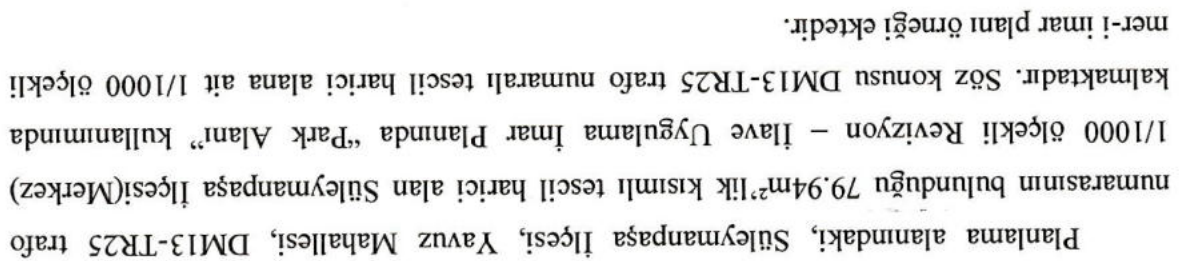 Planlama alanındaki, Süleymanpaşa İlçesi, Yavuz Mahallesi, DM13-TR25 trafo
numarasının bulunduğu 79.94m²'lik kısımlı tescil harici alan Süleymanpaşa İlçesi(Merkez)
1/1000 ölçekli Revizyon – İlave Uygulama İmar Planında “Park Alanı” kullanımında
kalmaktadır. Söz konusu DM13-TR25 trafo numaralı tescil harici alana ait 1/1000 ölçekli
mer-i imar planı örneği ektedir.